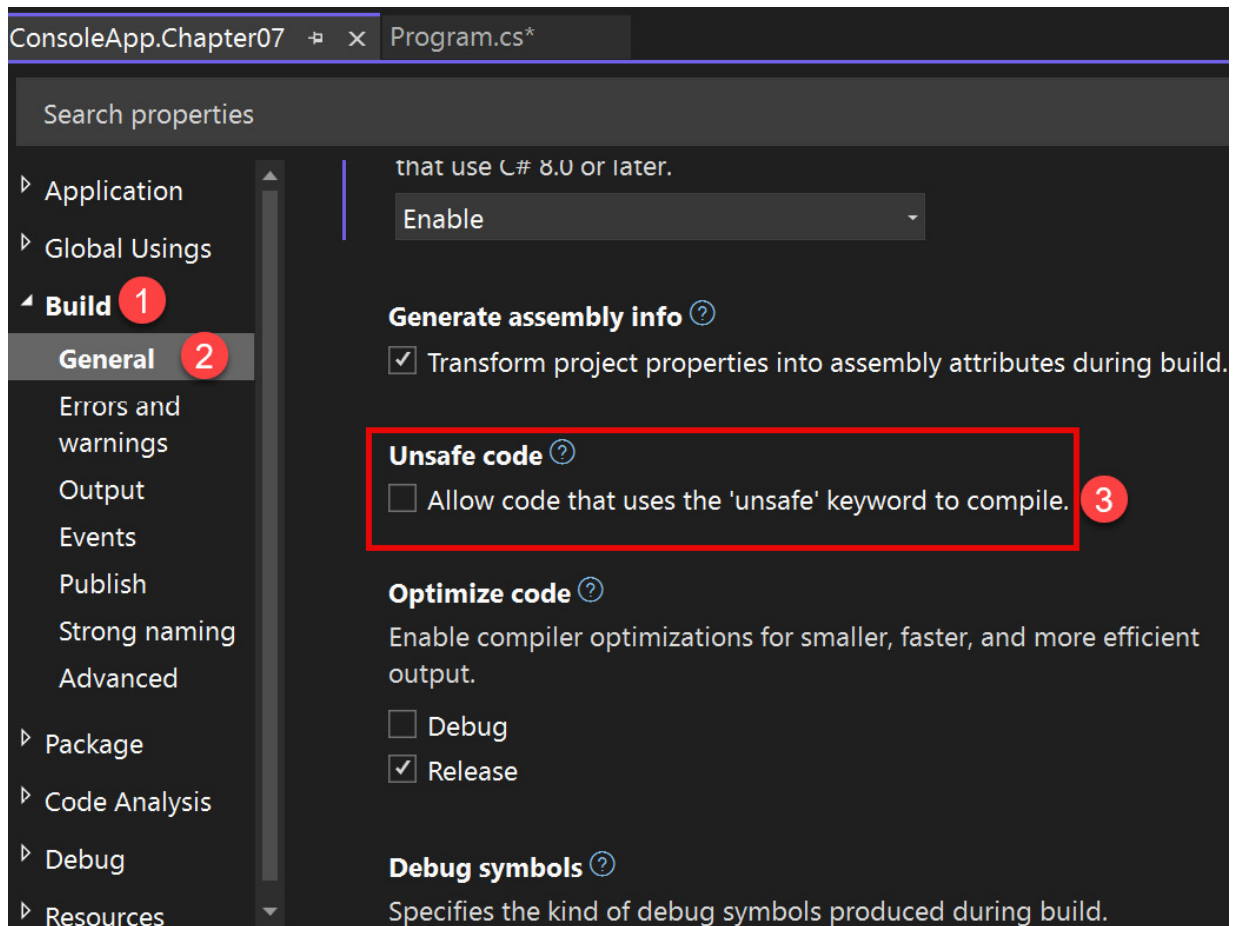 ConsoleApp.Chapter07
Program.cs*
Search properties
Application
Global Usings
Build 1
General 2
Errors and
warnings
Output
Events
Publish
Strong naming
Advanced
Package
Code Analysis
Debug
Resources
that use C# 8.0 or later.
Enable
Generate assembly info ?
Transform project properties into assembly attributes during build.
Unsafe code ?
Allow code that uses the 'unsafe' keyword to compile. 3
Optimize code ?
Enable compiler optimizations for smaller, faster, and more efficient
output.
Debug
Release
Debug symbols ?
Specifies the kind of debug symbols produced during build.